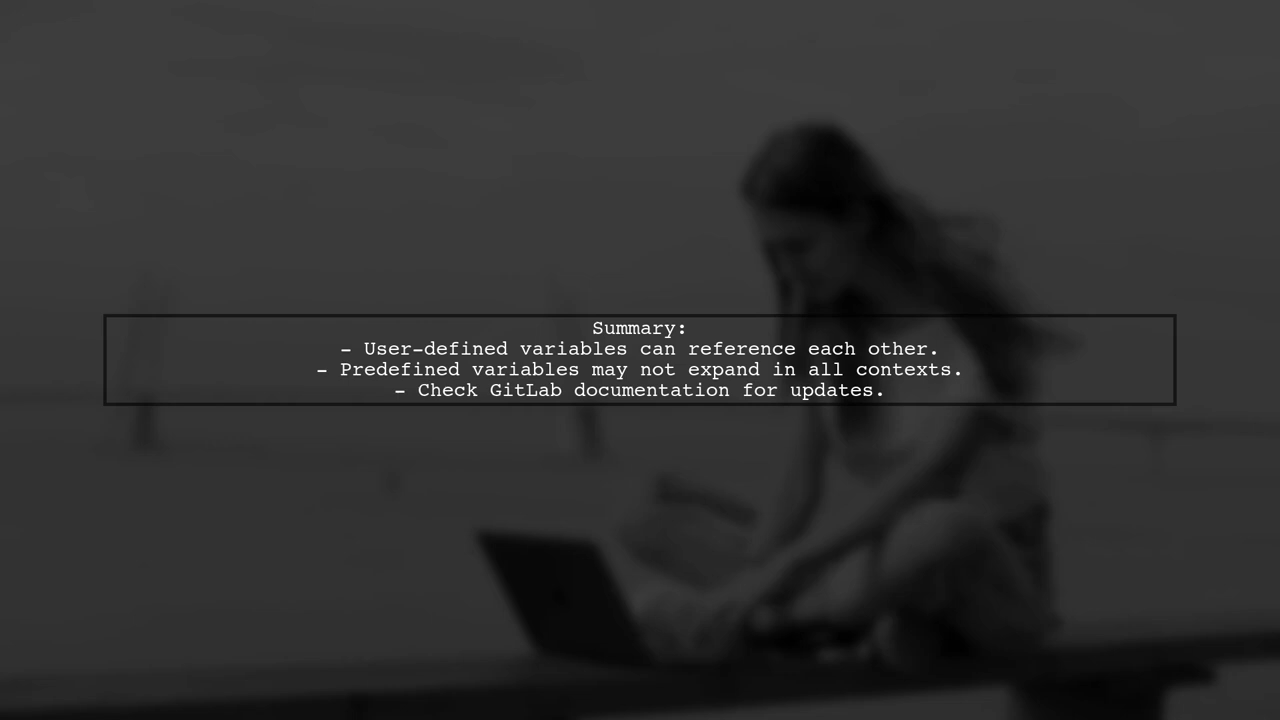 Summary:
- User-defined variables can reference each other.
- Predefined variables may not expand in all contexts.
- Check GitLab documentation for updates.